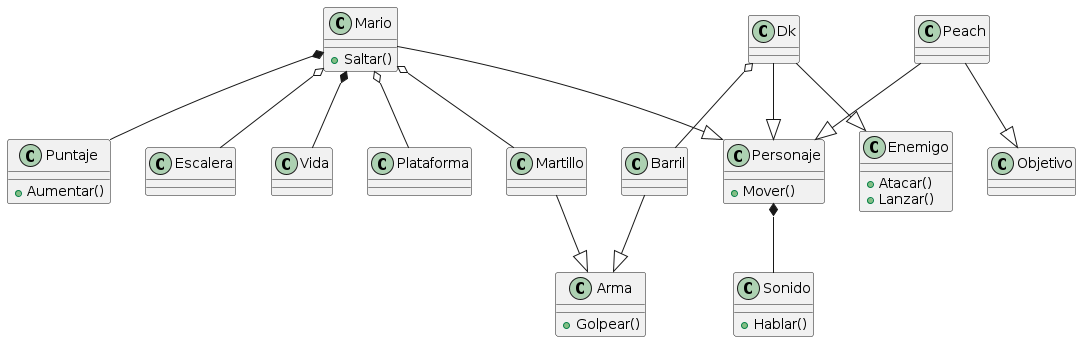 C Mario
Saltar()
C Dk
C Peach
C Puntaje
Aumentar()
C Escalera
C Vida
C Plataforma
C Martillo
C Barril
C Personaje
Mover()
C Enemigo
Atacar()
Lanzar()
C Objetivo
C Arma
Golpear()
C Sonido
Hablar()